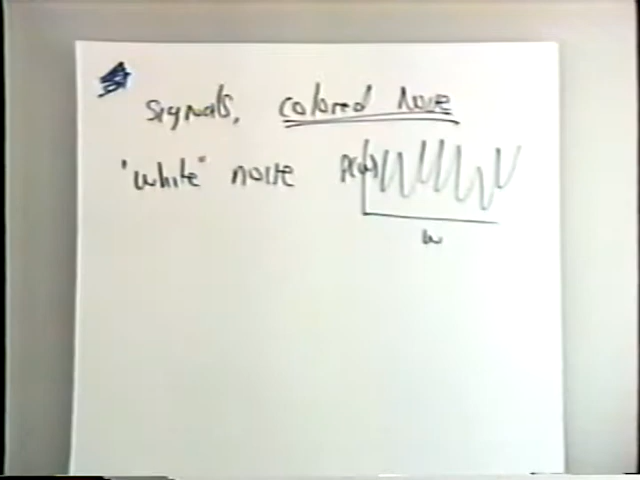 signals, colored noise
"white" noise P(ω)
ω